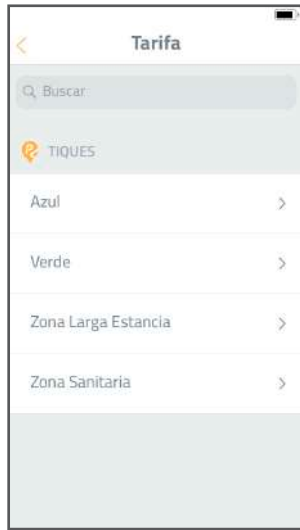 Tarifa
Buscar
TIQUES
Azul
Verde
Zona Larga Estancia
Zona Sanitaria